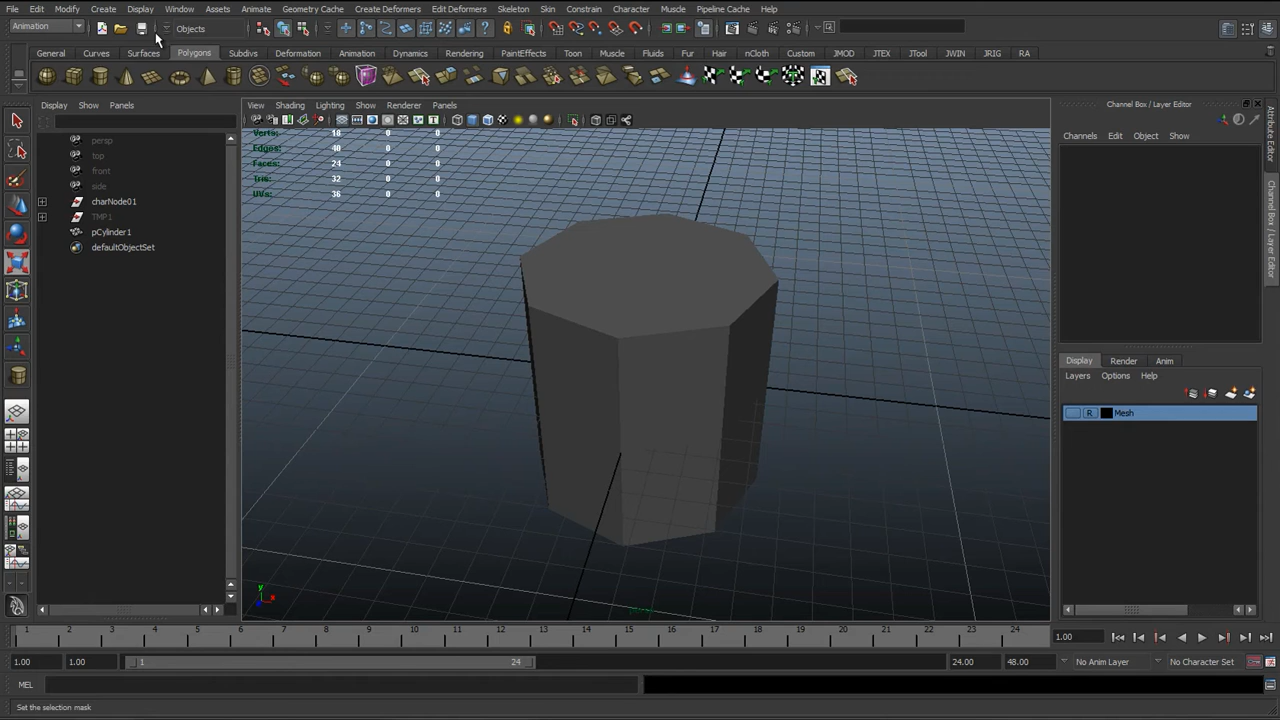 File Edit Modify Create Display Window Assets Animate Geometry Cache Create Deformers Edit Deformers Skeleton Skin Constrain Character Muscle Pipeline Cache Help
Animation Objects
General Curves Surfaces Polygons Subdivs Deformation Animation Dynamics Rendering PaintEffects Toon Muscle Fluids Fur Hair nCloth Custom JMOD JTEX JTool JWIN JRIG RA
Display Show Panels
View Shading Lighting Show Renderer Panels
Channel Box / Layer Editor
Channels Edit Object Show
Attribute Editor
Channel Box / Layer Editor
Verts: 18 0 0
Edges: 40 0 0
Faces: 24 0 0
Tris: 32 0 0
UVs: 36 0 0
persp
top
front
side
charNode01
TMP1
pCylinder1
defaultObjectSet
Display Render Anim
Layers Options Help
R Mesh
y
x
z
1 2 3 4 5 6 7 8 9 10 11 12 13 14 15 16 17 18 19 20 21 22 23 24
1.00
1.00 1.00 1 24 24.00 48.00 No Anim Layer No Character Set
MEL
Set the selection mask